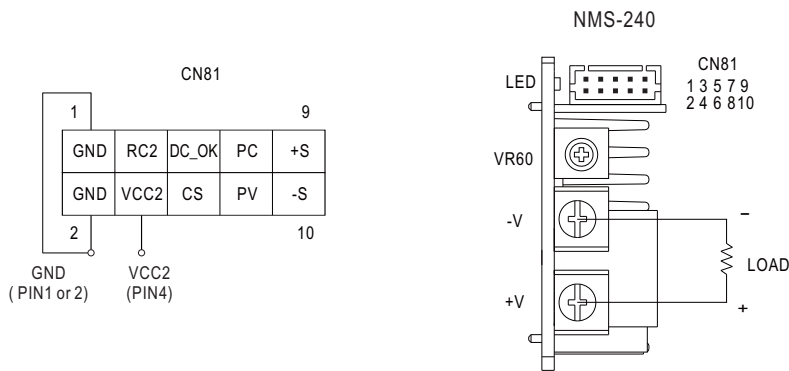 NMS-240
CN81
1 9
GND RC2 DC_OK PC +S
GND VCC2 CS PV -S
2 10
GND
( PIN1 or 2)
VCC2
(PIN4)
LED
CN81
1 3 5 7 9
2 4 6 8 10
VR60
-V
+V
−
LOAD
+